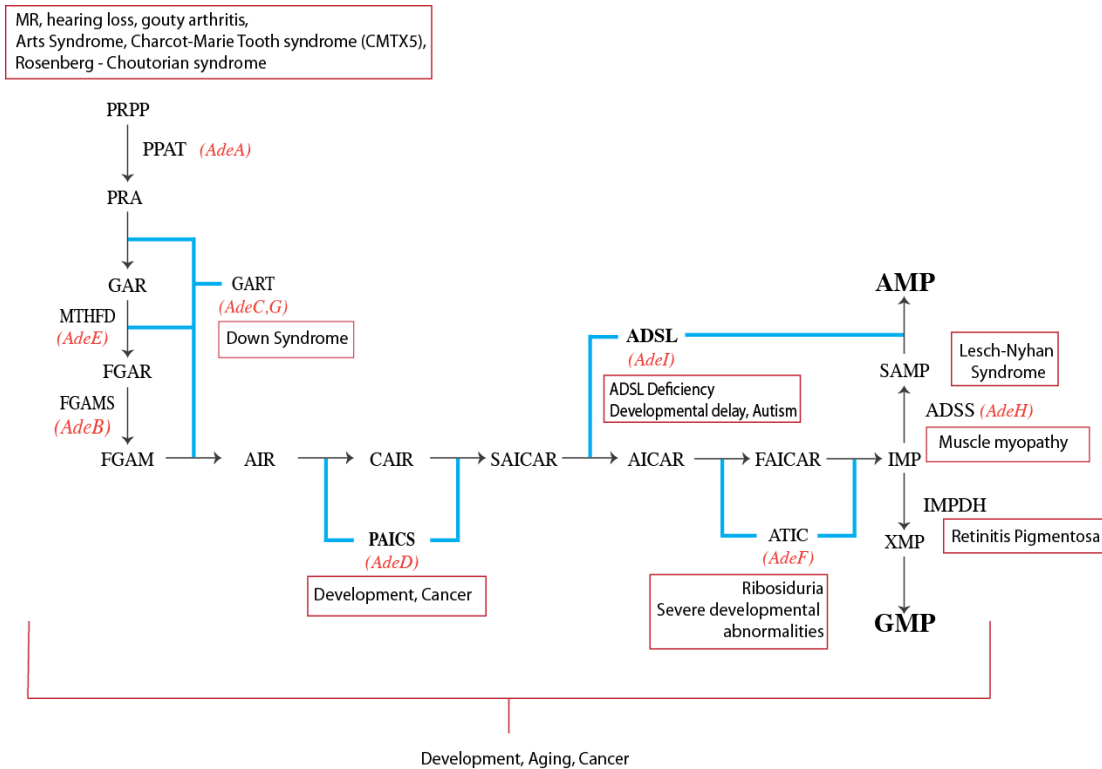 MR, hearing loss, gouty arthritis,
Arts Syndrome, Charcot-Marie Tooth syndrome (CMTX5),
Rosenberg - Choutorian syndrome
PRPP
PPAT (AdeA)
PRA
GAR
GART
(AdeC,G)
Down Syndrome
MTHFD
(AdeE)
FGAR
FGAMS
(AdeB)
FGAM
AIR
CAIR
SAICAR
AICAR
FAICAR
IMP
PAICS
(AdeD)
Development, Cancer
ADSL
(AdeI)
ADSL Deficiency
Developmental delay, Autism
ATIC
(AdeF)
Ribosiduria
Severe developmental
abnormalities
AMP
SAMP
Lesch-Nyhan
Syndrome
ADSS (AdeH)
Muscle myopathy
IMPDH
XMP
Retinitis Pigmentosa
GMP
Development, Aging, Cancer